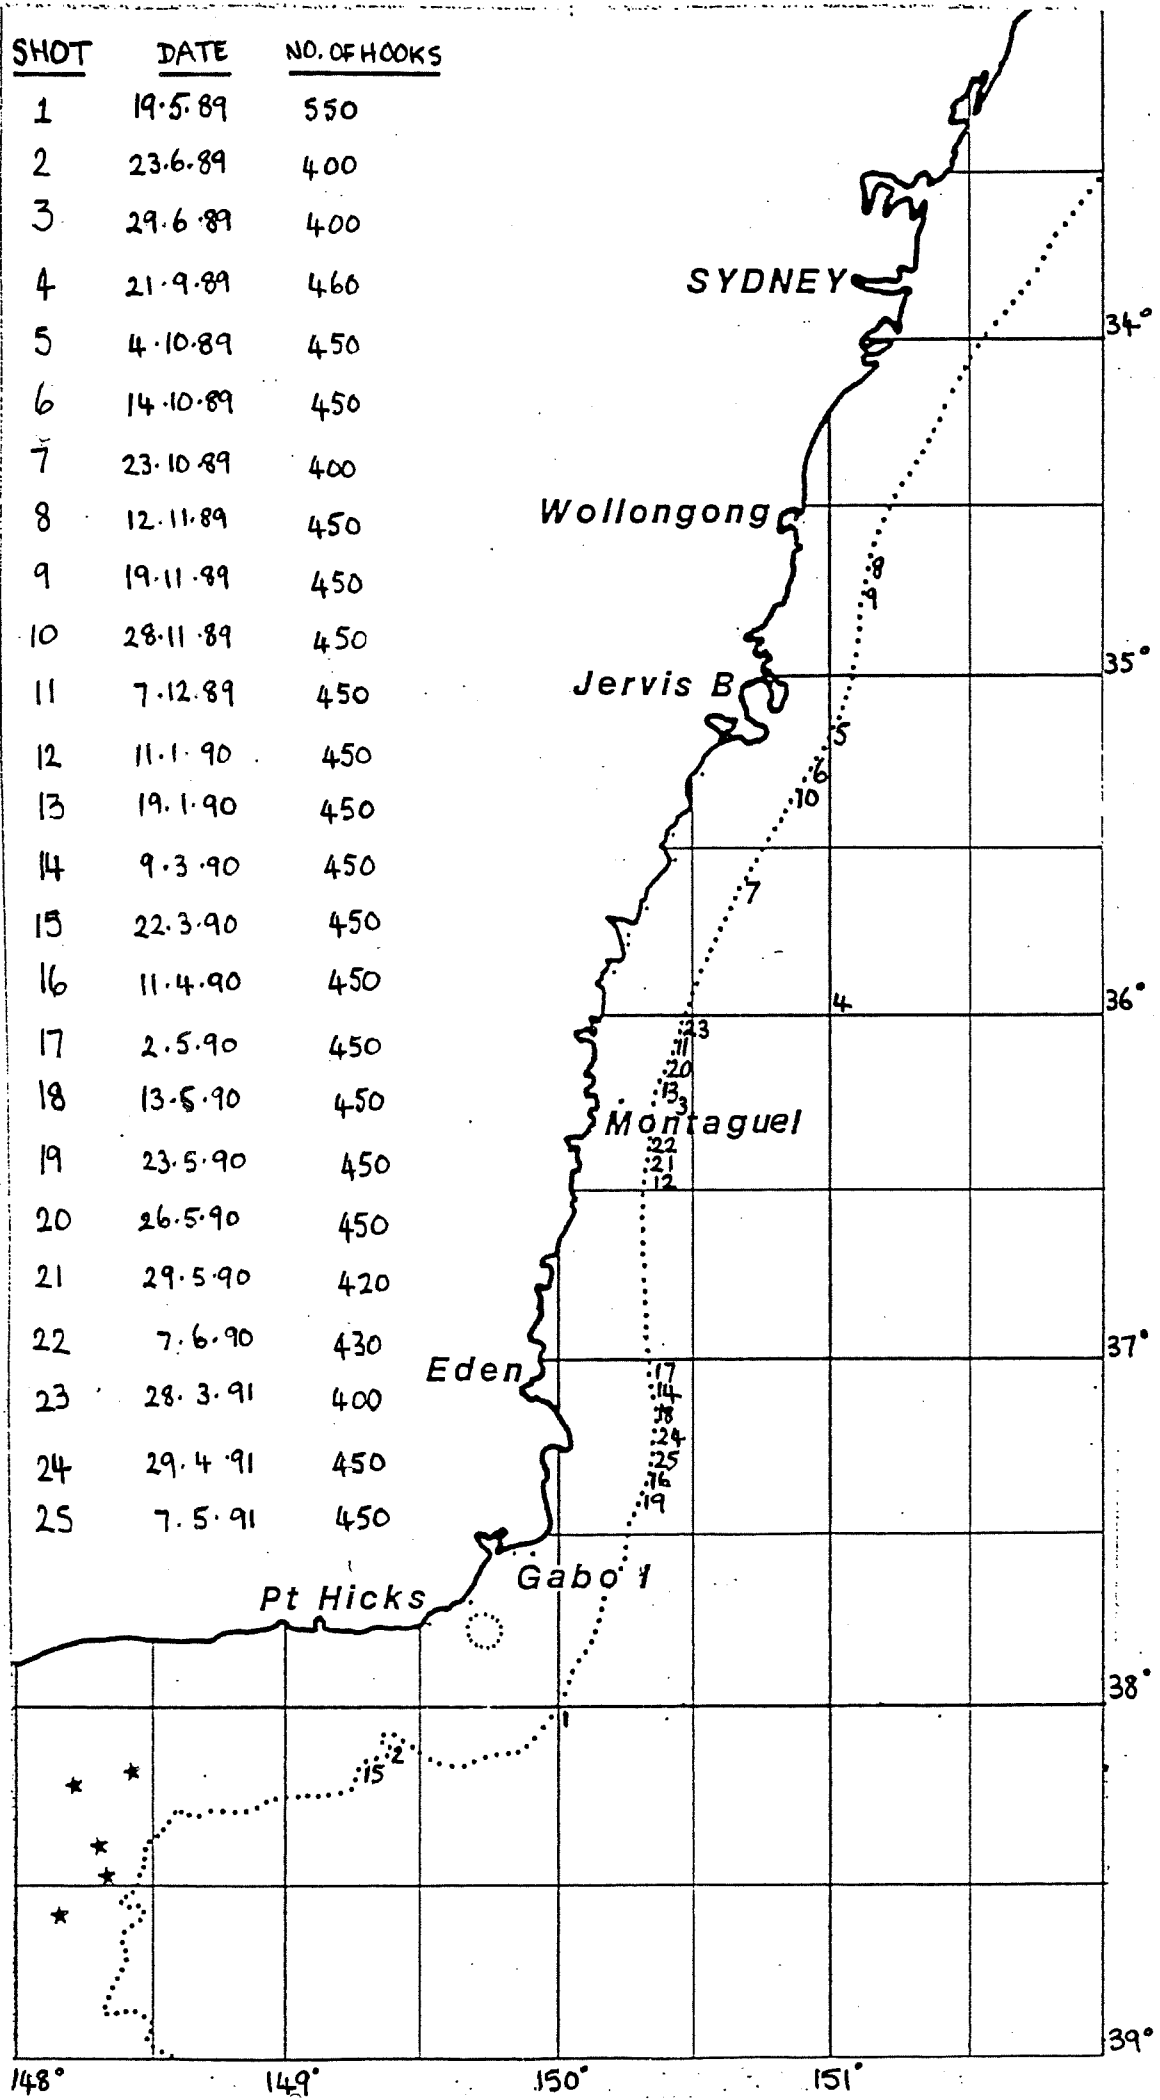 SHOT DATE NO. OF HOOKS
1 19.5.89 550
2 23.6.89 400
3 29.6.89 400
4 21.9.89 460
5 4.10.89 450
6 14.10.89 450
7 23.10.89 400
8 12.11.89 450
9 19.11.89 450
10 28.11.89 450
11 7.12.89 450
12 11.1.90 450
13 19.1.90 450
14 9.3.90 450
15 22.3.90 450
16 11.4.90 450
17 2.5.90 450
18 13.5.90 450
19 23.5.90 450
20 26.5.90 450
21 29.5.90 420
22 7.6.90 430
23 28.3.91 400
24 29.4.91 450
25 7.5.91 450
SYDNEY
34°
Wollongong
8
9
35°
Jervis B
5
6
10
7
4
36°
23
11
20
13
3
Montague I
22
21
12
37°
Eden
17
14
18
24
25
16
19
Gabo I
Pt Hicks
38°
1
2
15
39°
148° 149° 150° 151°